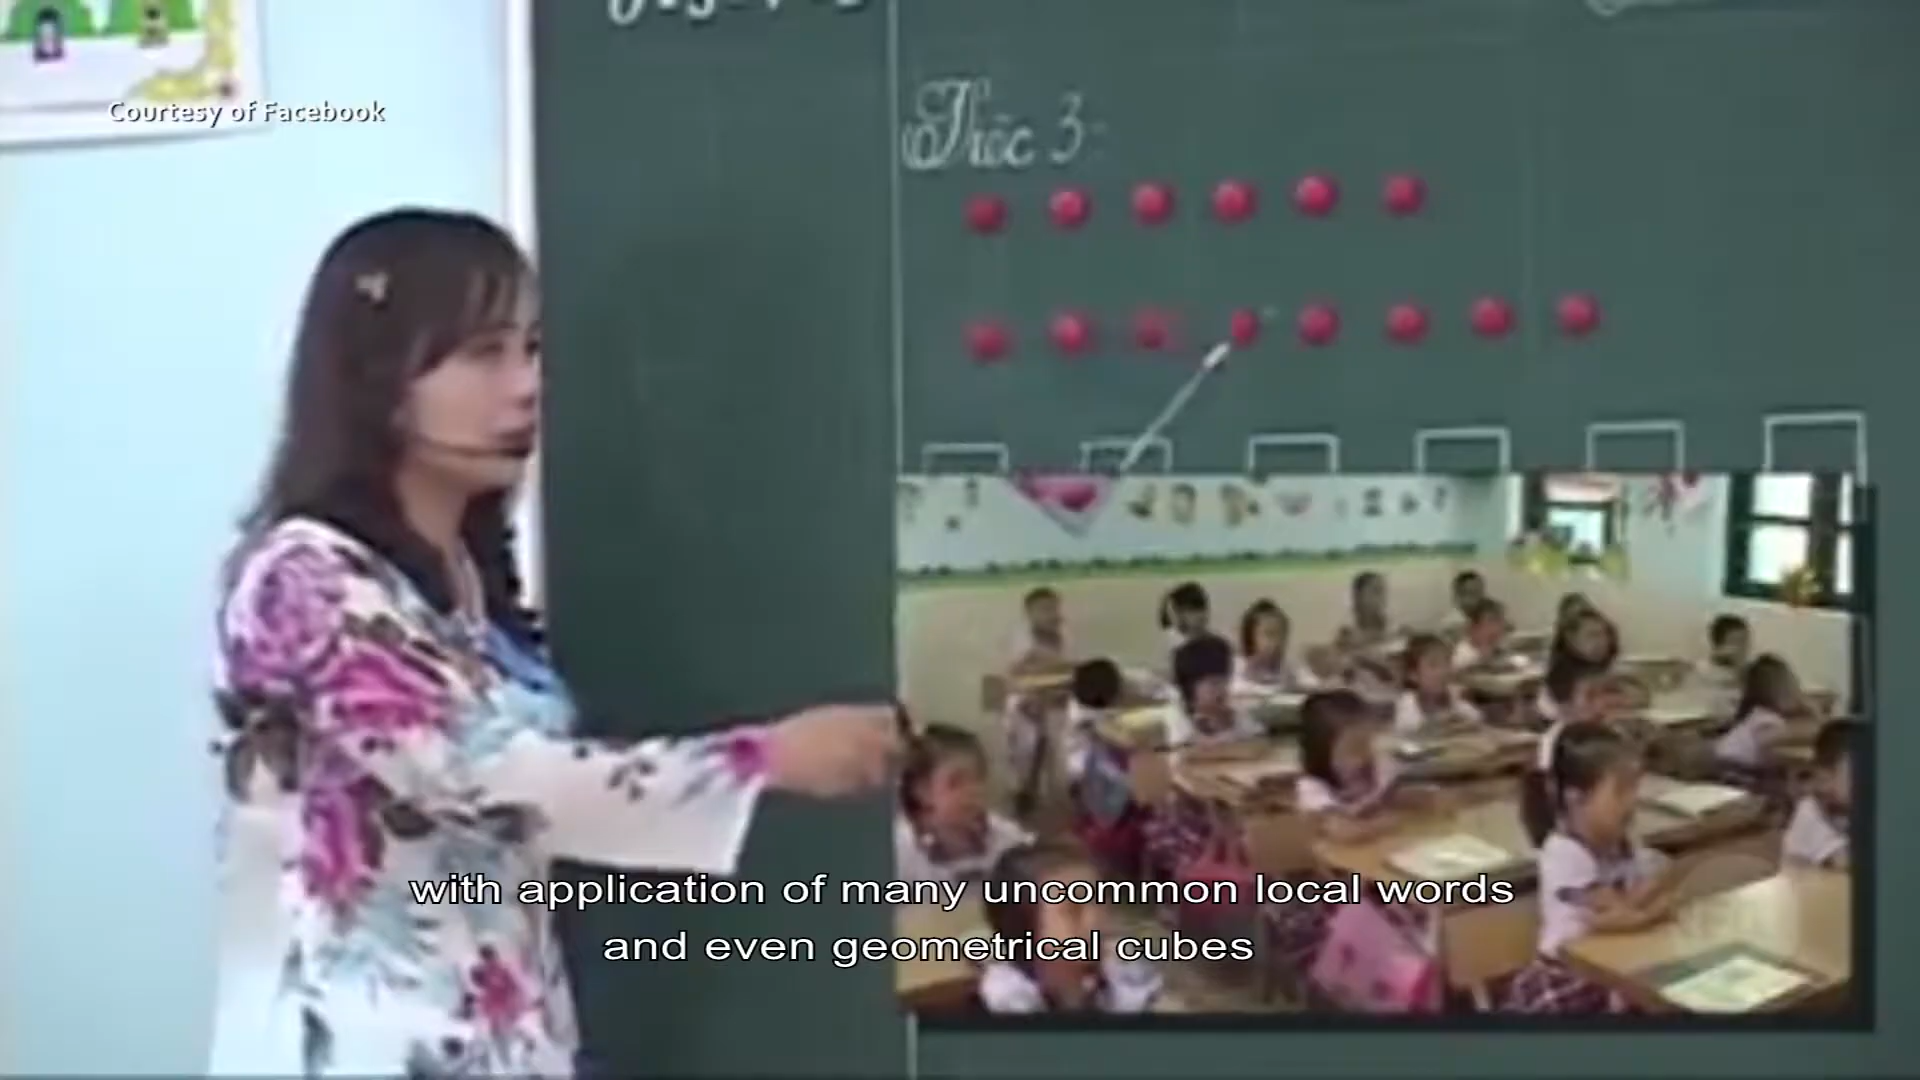 Courtesy of Facebook
with application of many uncommon local words
and even geometrical cubes